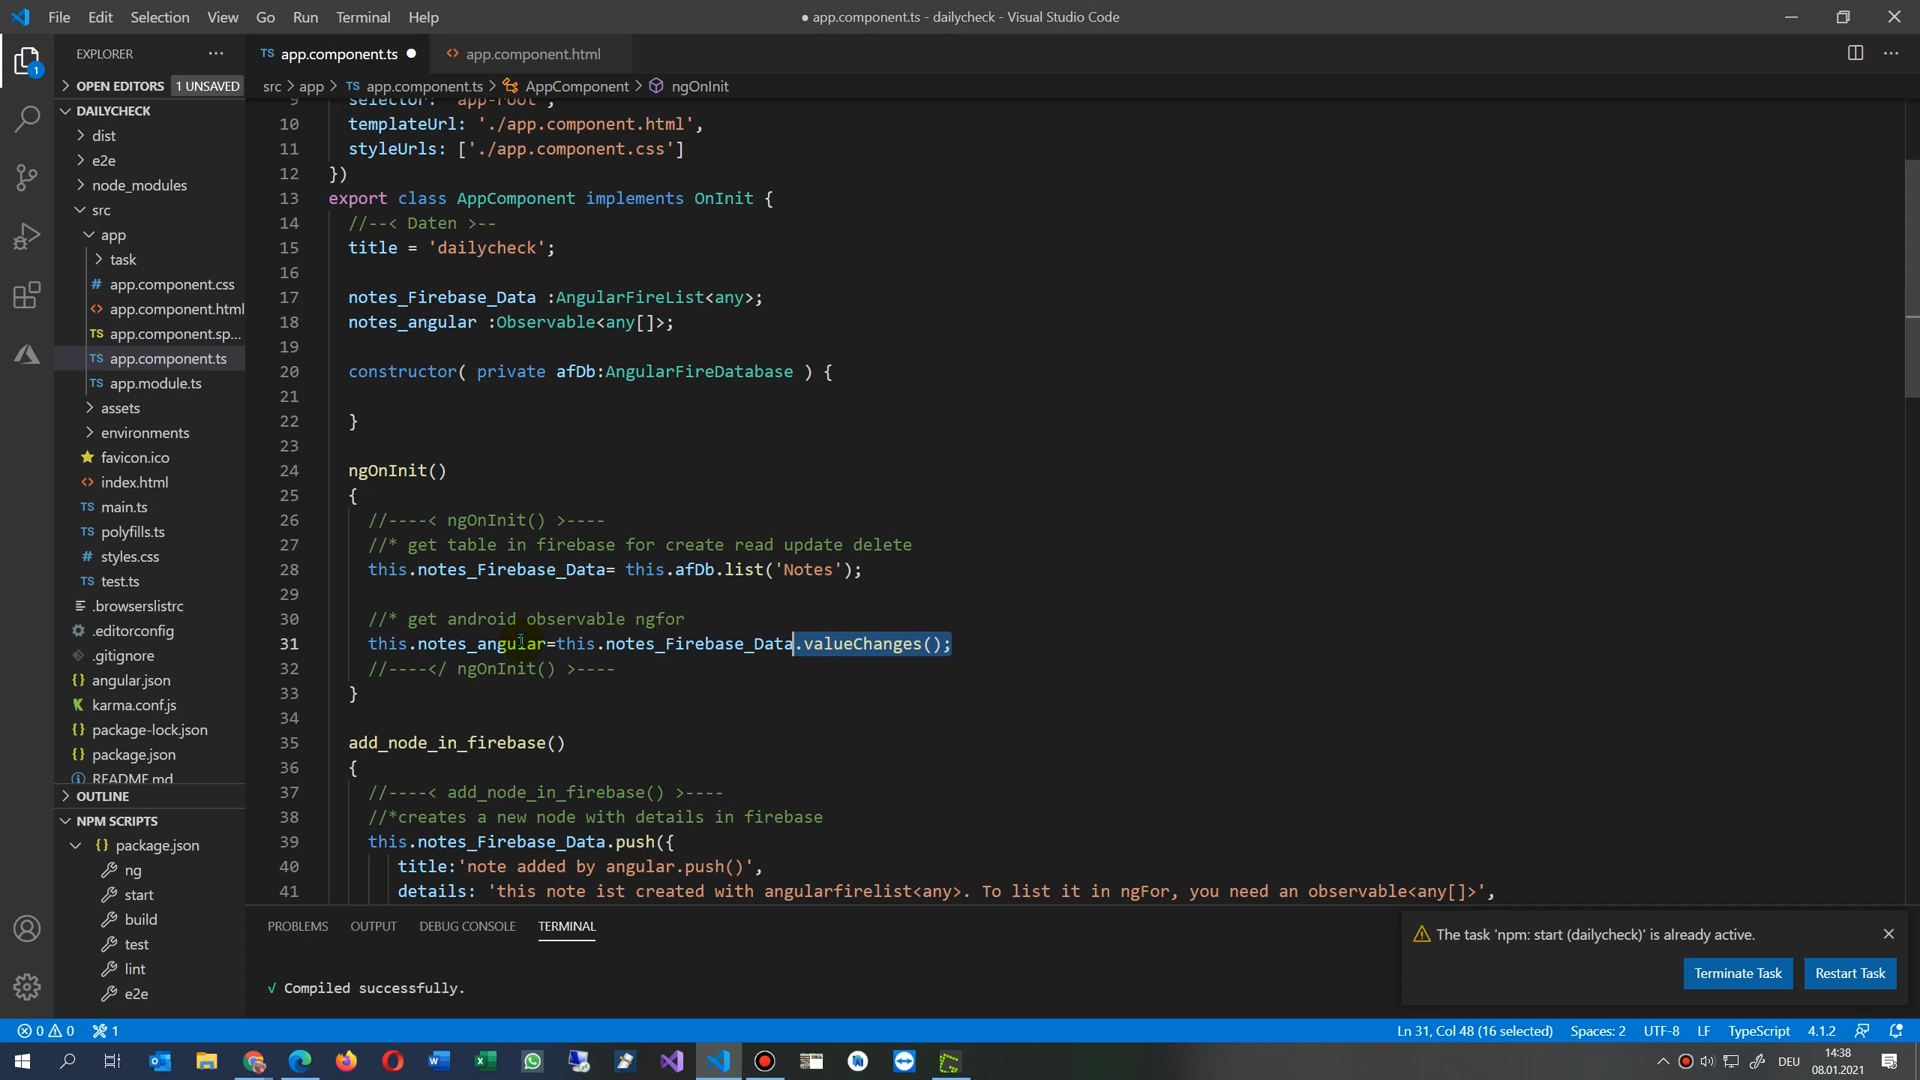 File Edit Selection View Go Run Terminal Help
● app.component.ts - dailycheck - Visual Studio Code
EXPLORER ···
OPEN EDITORS 1 UNSAVED
DAILYCHECK
dist
e2e
node_modules
src
app
task
# app.component.css
<> app.component.html
TS app.component.sp...
TS app.component.ts
TS app.module.ts
assets
environments
favicon.ico
<> index.html
TS main.ts
TS polyfills.ts
# styles.css
TS test.ts
.browserslistrc
.editorconfig
.gitignore
{} angular.json
karma.conf.js
{} package-lock.json
{} package.json
README.md
OUTLINE
NPM SCRIPTS
{} package.json
ng
start
build
test
lint
e2e
1
TS app.component.ts ●
<> app.component.html
src > app > TS app.component.ts > AppComponent > ngOnInit
9 selector: 'app-root',
10 templateUrl: './app.component.html',
11 styleUrls: ['./app.component.css']
12 })
13 export class AppComponent implements OnInit {
14 //--< Daten >--
15 title = 'dailycheck';
16
17 notes_Firebase_Data :AngularFireList<any>;
18 notes_angular :Observable<any[]>;
19
20 constructor( private afDb:AngularFireDatabase ) {
21
22 }
23
24 ngOnInit()
25 {
26 //----< ngOnInit() >----
27 //* get table in firebase for create read update delete
28 this.notes_Firebase_Data= this.afDb.list('Notes');
29
30 //* get android observable ngfor
31 this.notes_angular=this.notes_Firebase_Data.valueChanges();
32 //----</ ngOnInit() >----
33 }
34
35 add_node_in_firebase()
36 {
37 //----< add_node_in_firebase() >----
38 //*creates a new node with details in firebase
39 this.notes_Firebase_Data.push({
40 title:'note added by angular.push()',
41 details: 'this note ist created with angularfirelist<any>. To list it in ngFor, you need an observable<any[]>',
PROBLEMS OUTPUT DEBUG CONSOLE TERMINAL
√ Compiled successfully.
The task 'npm: start (dailycheck)' is already active.
Terminate Task Restart Task
0 0 1
Ln 31, Col 48 (16 selected) Spaces: 2 UTF-8 LF TypeScript 4.1.2
DEU
14:38
08.01.2021